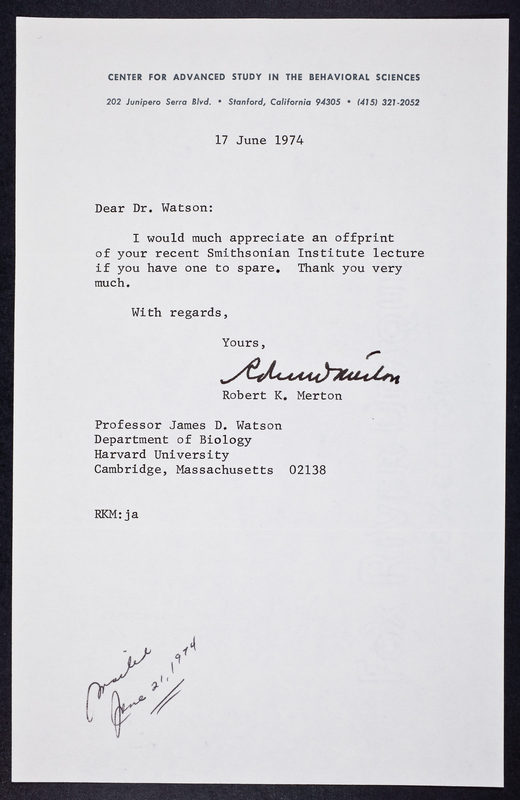 CENTER FOR ADVANCED STUDY IN THE BEHAVIORAL SCIENCES
202 Junipero Serra Blvd. • Stanford, California 94305 • (415) 321-2052
17 June 1974
Dear Dr. Watson:
I would much appreciate an offprint
of your recent Smithsonian Institute lecture
if you have one to spare. Thank you very
much.
With regards,
Yours,
Robert Merton
Robert K. Merton
Professor James D. Watson
Department of Biology
Harvard University
Cambridge, Massachusetts 02138
RKM:ja
mailed
June 21, 1974